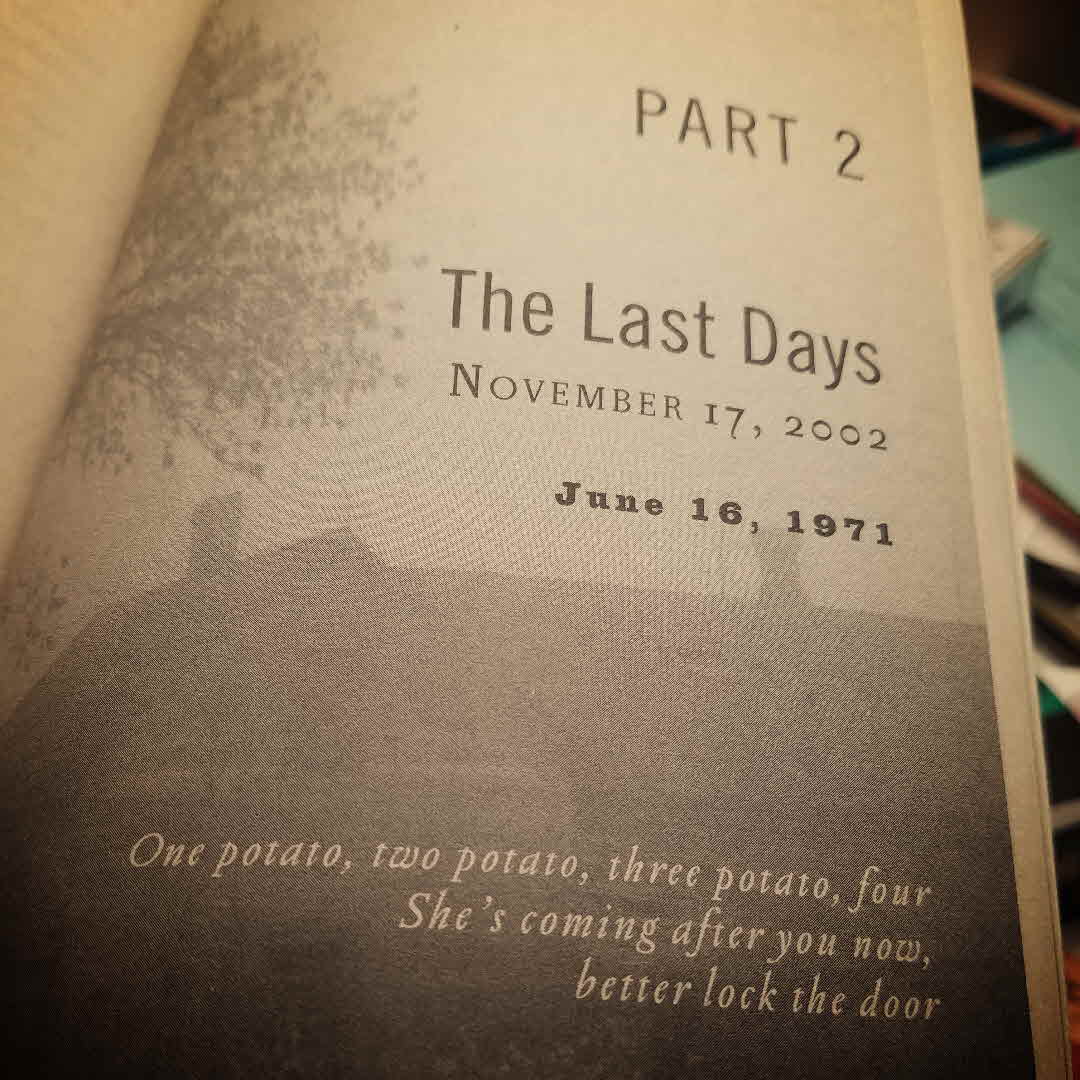 PART 2
The Last Days
NOVEMBER 17, 2002
June 16, 1971
One potato, two potato, three potato, four
She's coming after you now,
better lock the door